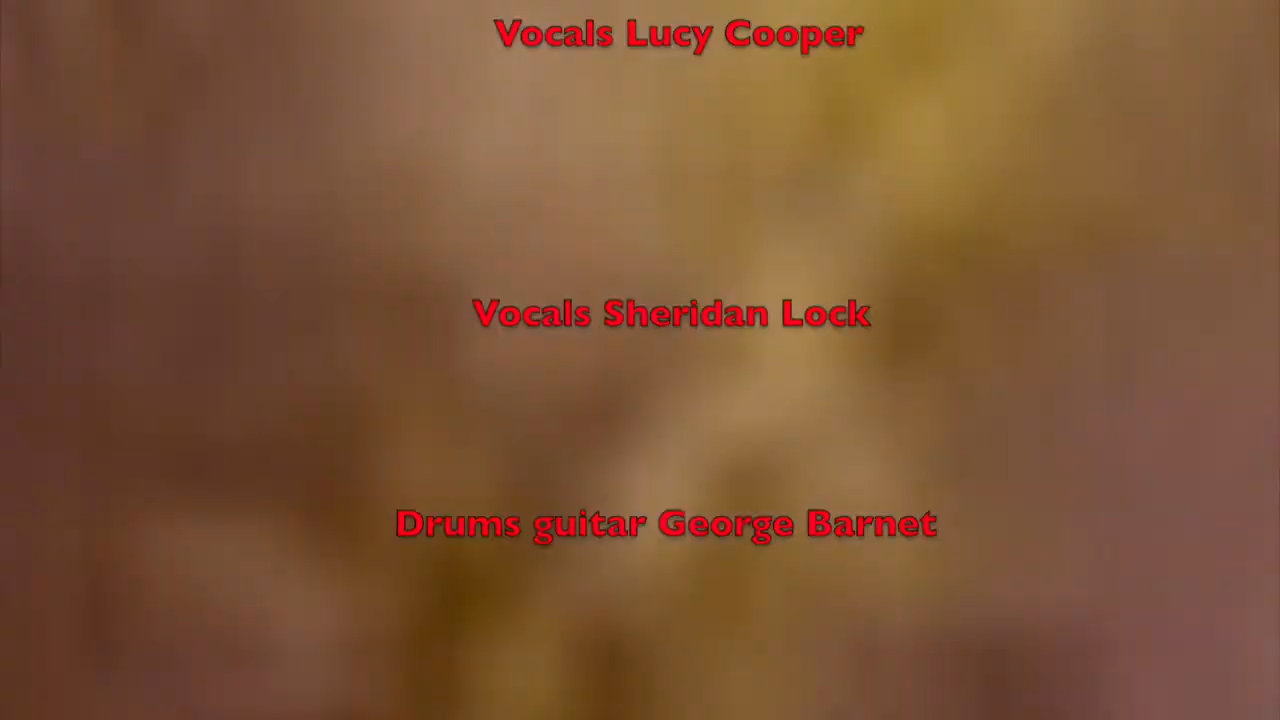 Vocals Lucy Cooper
Vocals Sheridan Lock
Drums guitar George Barnet